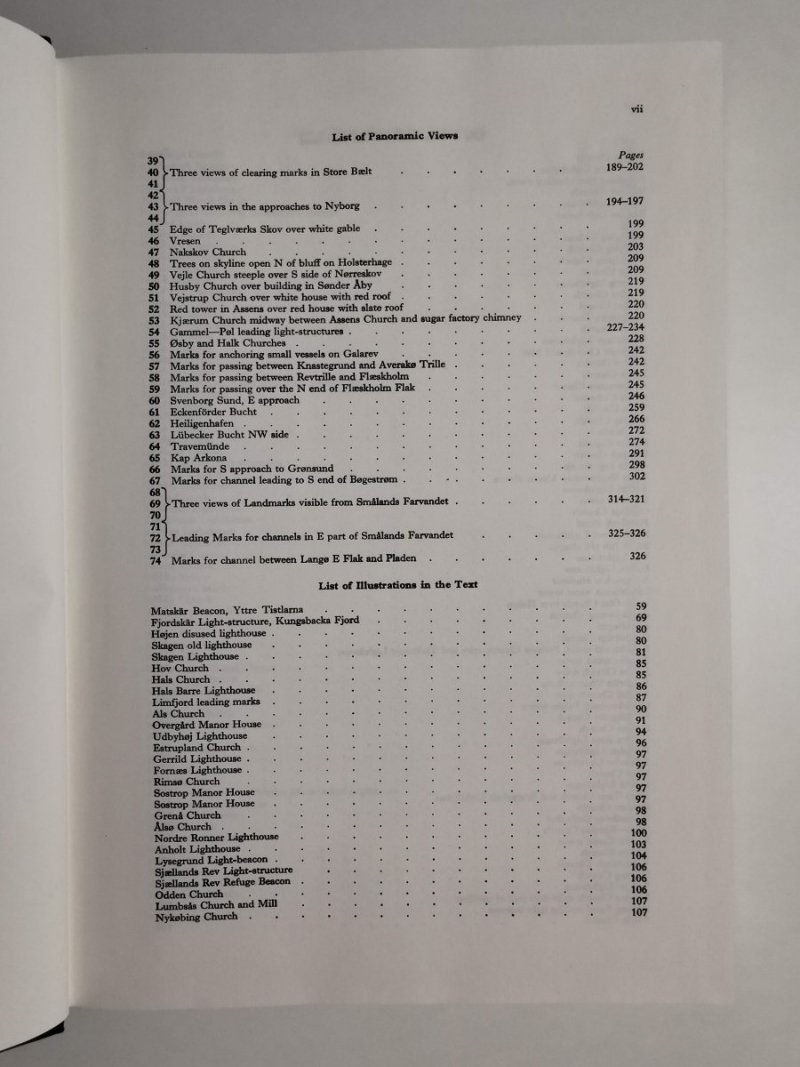 vii
List of Panoramic Views
Pages
39
40 Three views of clearing marks in Store Bælt 189–202
41
42
43 Three views in the approaches to Nyborg 194–197
44
45 Edge of Teglværks Skov over white gable 199
46 Vresen 199
47 Nakskov Church 203
48 Trees on skyline open N of bluff on Holsterhage 209
49 Vejle Church steeple over S side of Nørreskov 209
50 Husby Church over building in Sønder Åby 219
51 Vejstrup Church over white house with red roof 219
52 Red tower in Assens over red house with slate roof 220
53 Kjærum Church midway between Assens Church and sugar factory chimney 220
54 Gammel—Pøl leading light-structures 227–234
55 Øsby and Halk Churches 228
56 Marks for anchoring small vessels on Galarev 242
57 Marks for passing between Knastegrund and Averakø Trille 242
58 Marks for passing between Revtrille and Flæskholm 245
59 Marks for passing over the N end of Flæskholm Flak 245
60 Svenborg Sund, E approach 246
61 Eckenförder Bucht 259
62 Heiligenhafen 266
63 Lübecker Bucht NW side 272
64 Travemünde 274
65 Kap Arkona 291
66 Marks for S approach to Grønsund 298
67 Marks for channel leading to S end of Bøgestrøm 302
68
69 Three views of Landmarks visible from Smålands Farvandet 314–321
70
71
72 Leading Marks for channels in E part of Smålands Farvandet 325–326
73
74 Marks for channel between Langø E Flak and Pladen 326
List of Illustrations in the Text
Matskär Beacon, Yttre Tistlarna 59
Fjordskär Light-structure, Kungsbacka Fjord 69
Højen disused lighthouse 80
Skagen old lighthouse 80
Skagen Lighthouse 81
Hov Church 85
Hals Church 85
Hals Barre Lighthouse 86
Limfjord leading marks 87
Als Church 90
Overgård Manor House 91
Udbyhøj Lighthouse 94
Estrupland Church 96
Gerrild Lighthouse 97
Fornæs Lighthouse 97
Rimsø Church 97
Sostrop Manor House 97
Sostrop Manor House 97
Grenå Church 98
Ålsø Church 98
Nordre Ronner Lighthouse 100
Anholt Lighthouse 103
Lysegrund Light-beacon 104
Sjællands Rev Light-structure 106
Sjællands Rev Refuge Beacon 106
Odden Church 106
Lumbsås Church and Mill 107
Nykøbing Church 107